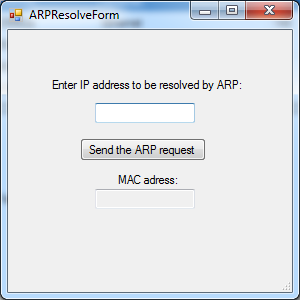 ARPResolveForm
Enter IP address to be resolved by ARP:
Send the ARP request
MAC adress: